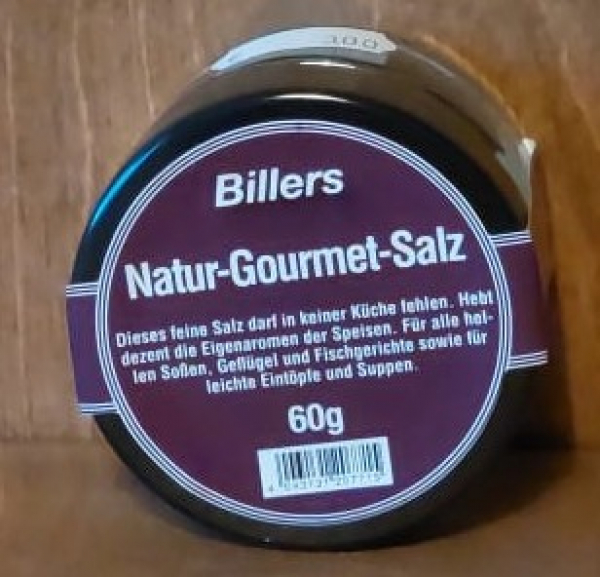 Billers
Natur-Gourmet-Salz
Dieses feine Salz darf in keiner Küche fehlen. Hebt
dezent die Eigenaromen der Speisen. Für alle hel-
len Soßen, Geflügel und Fischgerichte sowie für
leichte Eintöpfe und Suppen.
60g